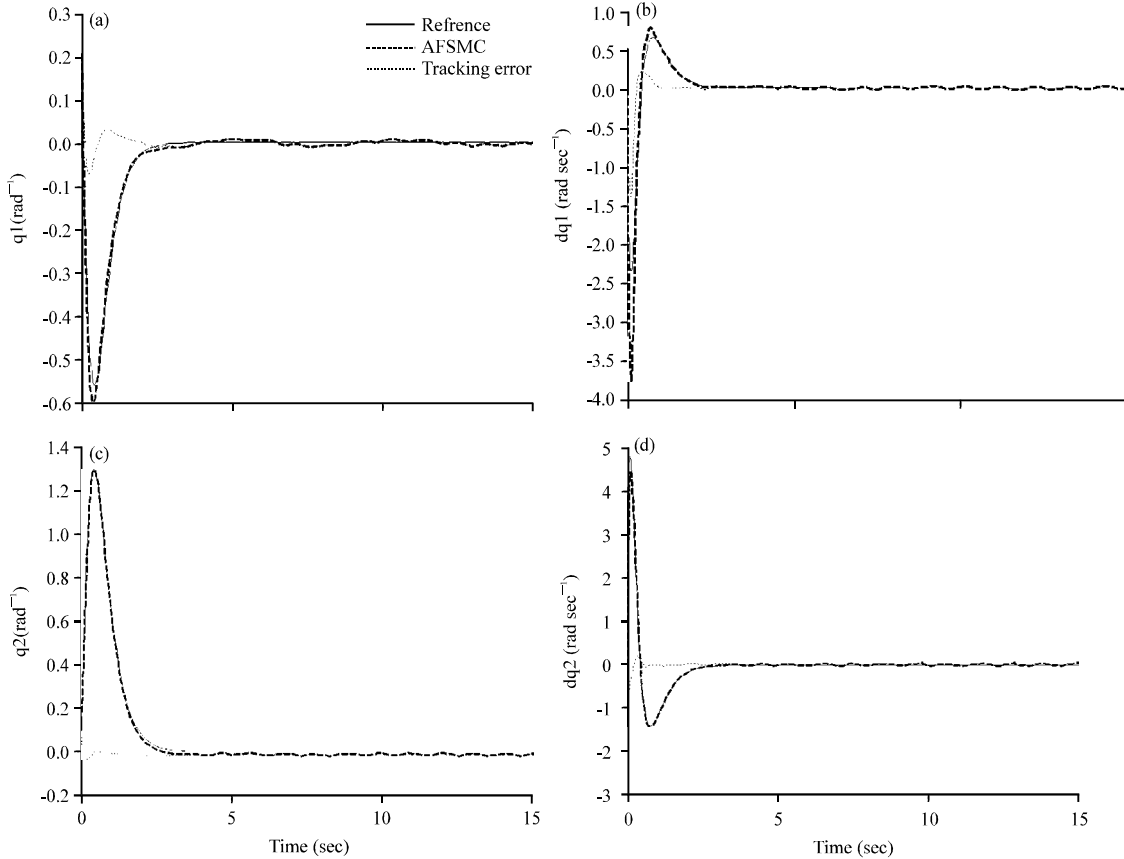 (a)
Refrence
AFSMC
Tracking error
0.3
0.2
0.1
0.0
-0.1
-0.2
-0.3
-0.4
-0.5
-0.6
q1(rad⁻¹)
0 5 10 15
(b)
1.0
0.5
0.0
-0.5
-1.0
-1.5
-2.0
-2.5
-3.0
-3.5
-4.0
dq1 (rad sec⁻¹)
(c)
1.4
1.2
1.0
0.8
0.6
0.4
0.2
0.0
-0.2
q2(rad⁻¹)
0 5 10 15
Time (sec)
(d)
5
4
3
2
1
0
-1
-2
-3
dq2 (rad sec⁻¹)
0 5 10 15
Time (sec)